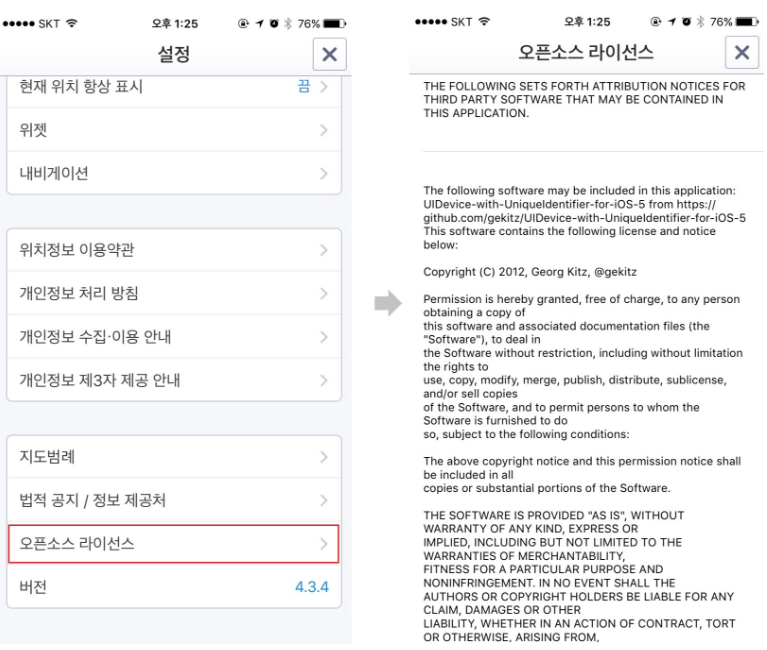 SKT 오후 1:25 76%
설정
현재 위치 항상 표시 끔
위젯
내비게이션
위치정보 이용약관
개인정보 처리 방침
개인정보 수집·이용 안내
개인정보 제3자 제공 안내
지도범례
법적 공지 / 정보 제공처
오픈소스 라이선스
버전 4.3.4
SKT 오후 1:25 76%
오픈소스 라이선스
THE FOLLOWING SETS FORTH ATTRIBUTION NOTICES FOR
THIRD PARTY SOFTWARE THAT MAY BE CONTAINED IN
THIS APPLICATION.
The following software may be included in this application:
UIDevice-with-UniqueIdentifier-for-iOS-5 from https://
github.com/gekitz/UIDevice-with-UniqueIdentifier-for-iOS-5
This software contains the following license and notice
below:
Copyright (C) 2012, Georg Kitz, @gekitz
Permission is hereby granted, free of charge, to any person
obtaining a copy of
this software and associated documentation files (the
"Software"), to deal in
the Software without restriction, including without limitation
the rights to
use, copy, modify, merge, publish, distribute, sublicense,
and/or sell copies
of the Software, and to permit persons to whom the
Software is furnished to do
so, subject to the following conditions:
The above copyright notice and this permission notice shall
be included in all
copies or substantial portions of the Software.
THE SOFTWARE IS PROVIDED "AS IS", WITHOUT
WARRANTY OF ANY KIND, EXPRESS OR
IMPLIED, INCLUDING BUT NOT LIMITED TO THE
WARRANTIES OF MERCHANTABILITY,
FITNESS FOR A PARTICULAR PURPOSE AND
NONINFRINGEMENT. IN NO EVENT SHALL THE
AUTHORS OR COPYRIGHT HOLDERS BE LIABLE FOR ANY
CLAIM, DAMAGES OR OTHER
LIABILITY, WHETHER IN AN ACTION OF CONTRACT, TORT
OR OTHERWISE, ARISING FROM,